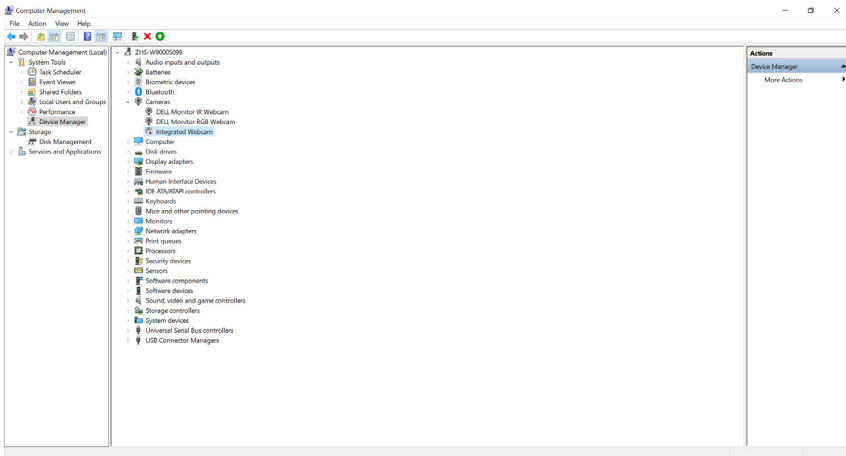 Computer Management
File Action View Help
Computer Management (Local)
System Tools
Task Scheduler
Event Viewer
Shared Folders
Local Users and Groups
Performance
Device Manager
Storage
Disk Management
Services and Applications
ZHS-W90005099
Audio inputs and outputs
Batteries
Biometric devices
Bluetooth
Cameras
DELL Monitor IR Webcam
DELL Monitor RGB Webcam
Integrated Webcam
Computer
Disk drives
Display adapters
Firmware
Human Interface Devices
IDE ATA/ATAPI controllers
Keyboards
Mice and other pointing devices
Monitors
Network adapters
Print queues
Processors
Security devices
Sensors
Software components
Software devices
Sound, video and game controllers
Storage controllers
System devices
Universal Serial Bus controllers
USB Connector Managers
Actions
Device Manager
More Actions